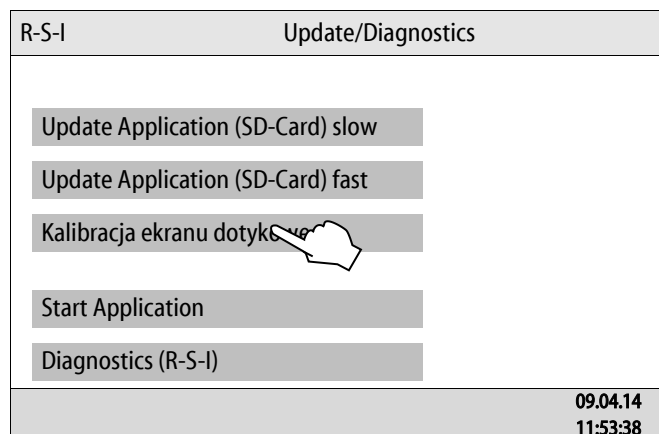 R-S-I Update/Diagnostics
Update Application (SD-Card) slow
Update Application (SD-Card) fast
Kalibracja ekranu
Start Application
Diagnostics (R-S-I)
09.04.14
11:53:38